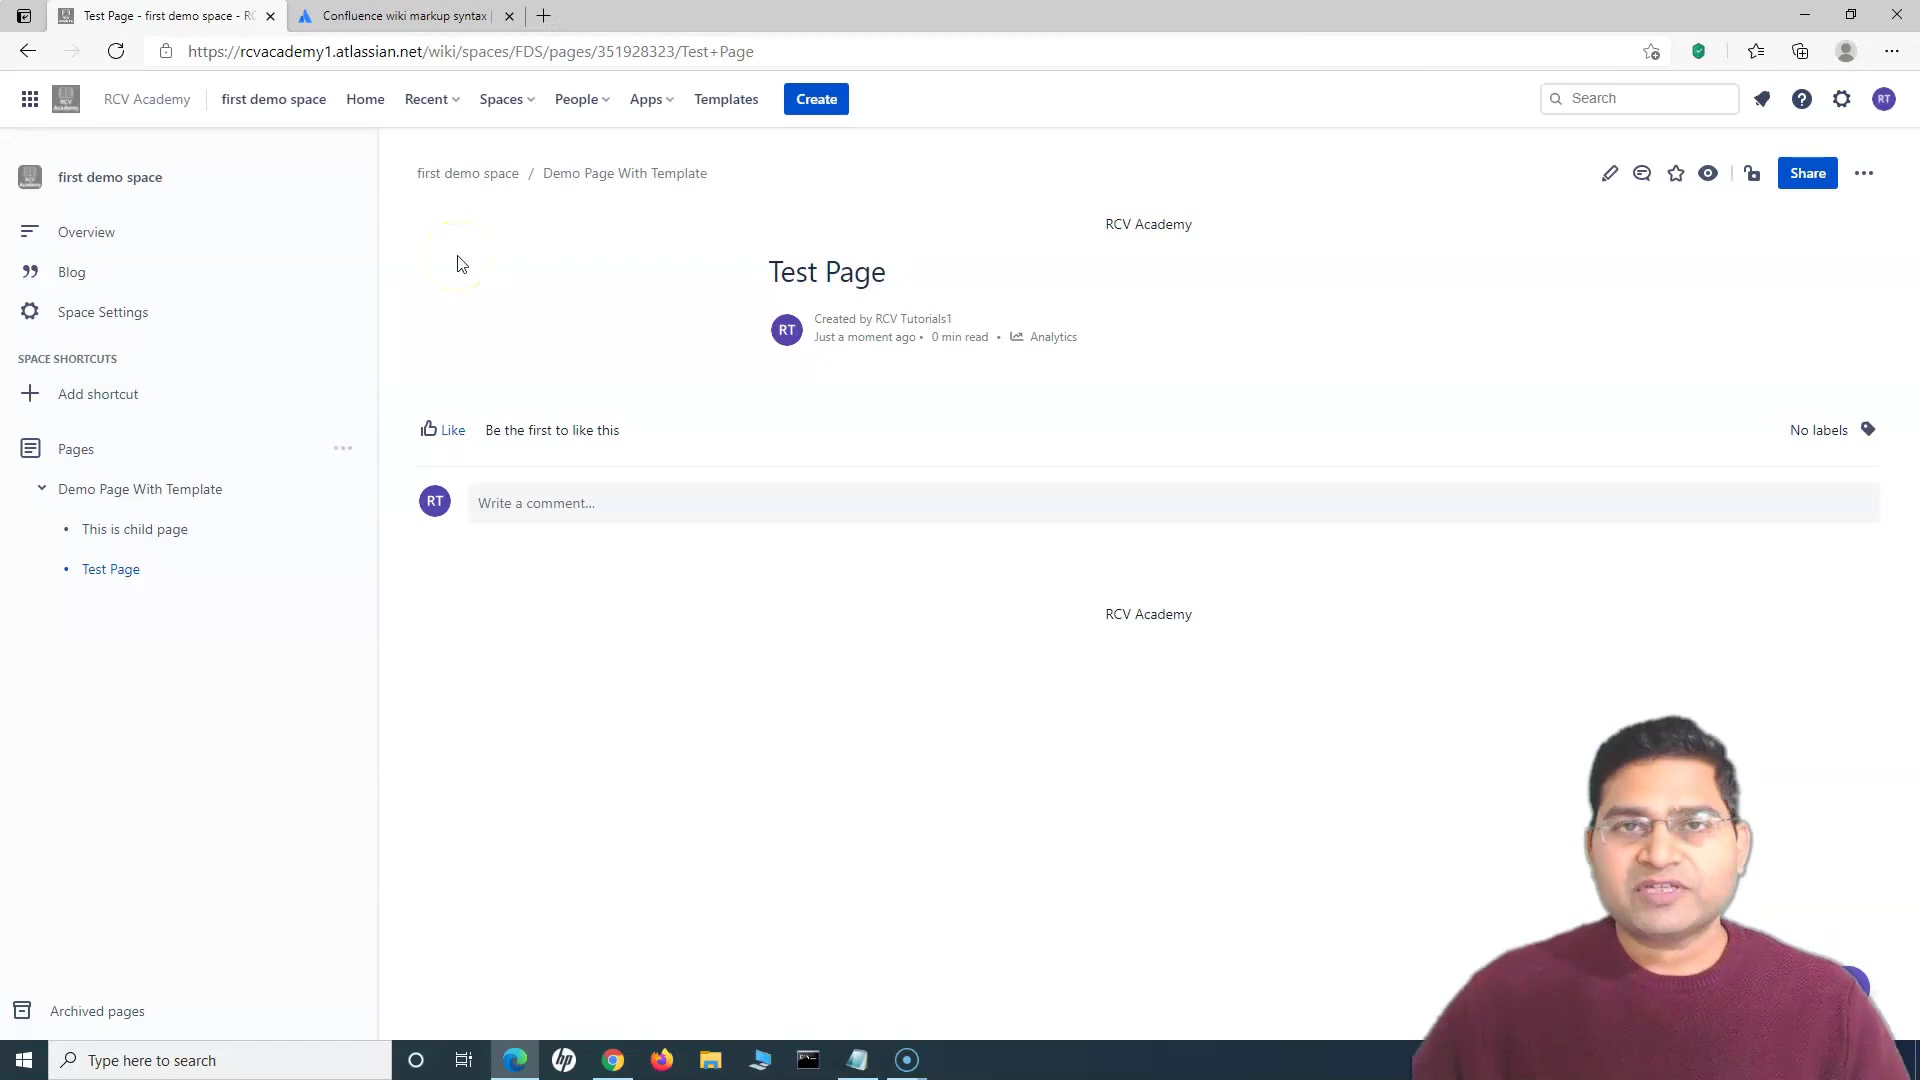 Test Page - first demo space - RC
Confluence wiki markup syntax
https://rcvacademy1.atlassian.net/wiki/spaces/FDS/pages/351928323/Test+Page
RCV Academy
first demo space
Home
Recent
Spaces
People
Apps
Templates
Create
Search
RT
first demo space
Overview
Blog
Space Settings
SPACE SHORTCUTS
Add shortcut
Pages
Demo Page With Template
This is child page
Test Page
Archived pages
first demo space / Demo Page With Template
Share
RCV Academy
Test Page
RT
Created by RCV Tutorials1
Just a moment ago • 0 min read • Analytics
Like
Be the first to like this
No labels
RT
Write a comment...
RCV Academy
Type here to search
hp